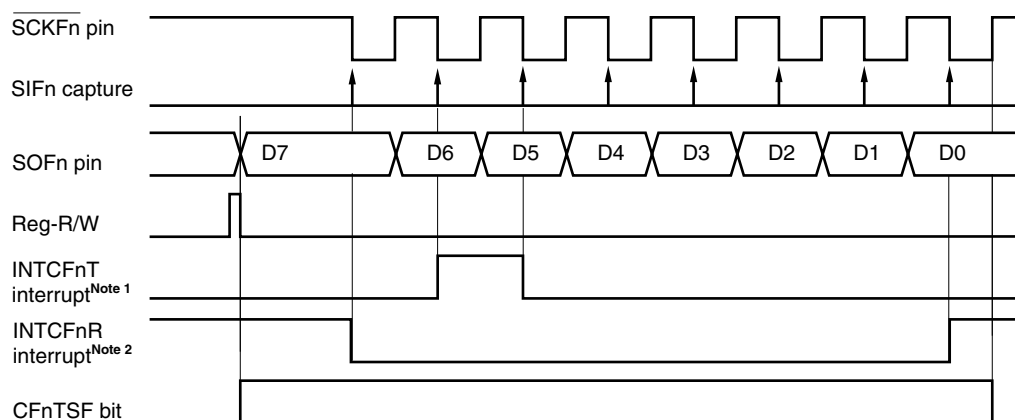 SCKFn pin
SIFn capture
SOFn pin
D7 D6 D5 D4 D3 D2 D1 D0
Reg-R/W
INTCFnT
interruptNote 1
INTCFnR
interruptNote 2
CFnTSF bit